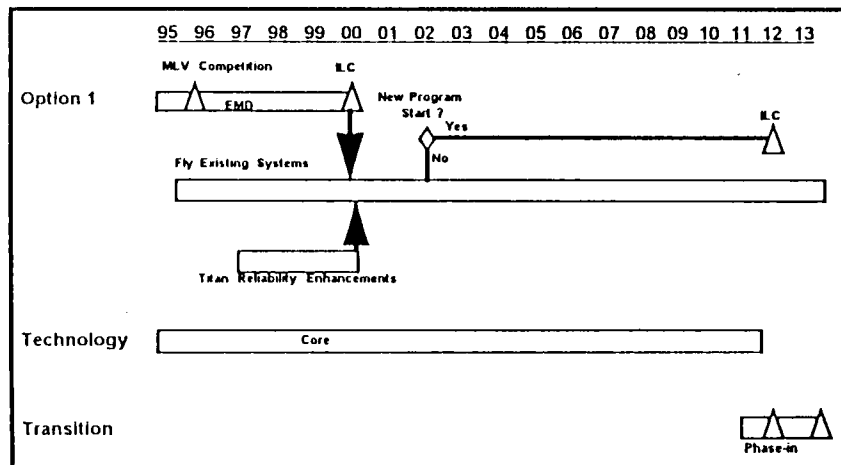 95 96 97 98 99 00 01 02 03 04 05 06 07 08 09 10 11 12 13
MLV Competition
ILC
Option 1
EMD
New Program
Start ?
Yes
ILC
No
Fly Existing Systems
Titan Reliability Enhancements
Technology
Core
Transition
Phase-in